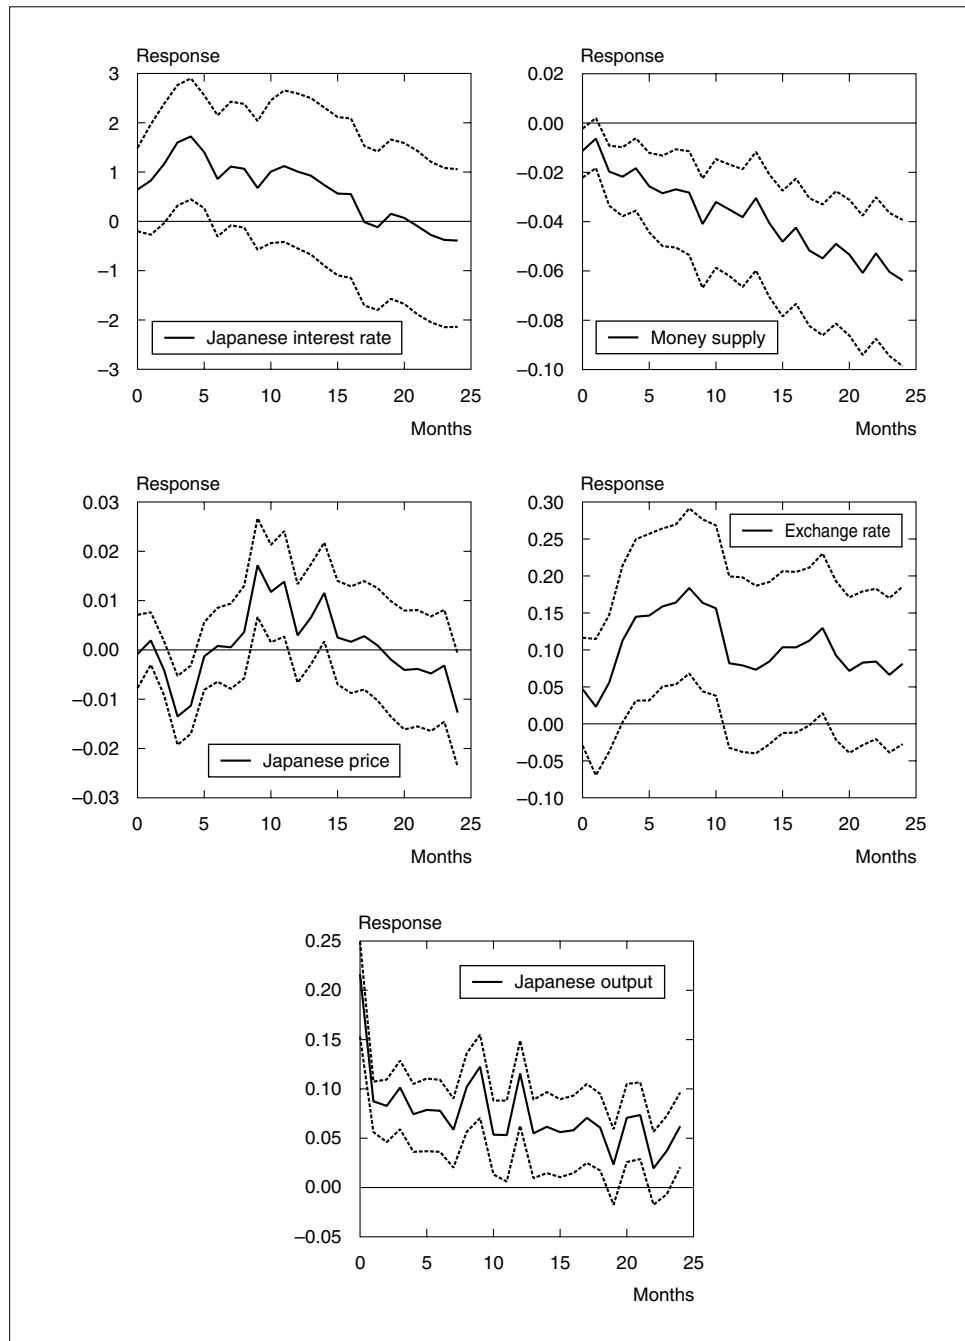 Response
3
2
1
0
–1
–2
–3
Japanese interest rate
0 5 10 15 20 25
Months
Response
0.02
0.00
–0.02
–0.04
–0.06
–0.08
–0.10
Money supply
0 5 10 15 20 25
Months
Response
0.03
0.02
0.01
0.00
–0.01
–0.02
–0.03
Japanese price
0 5 10 15 20 25
Months
Response
0.30
0.25
0.20
0.15
0.10
0.05
0.00
–0.05
–0.10
Exchange rate
0 5 10 15 20 25
Months
Response
0.25
0.20
0.15
0.10
0.05
0.00
–0.05
Japanese output
0 5 10 15 20 25
Months